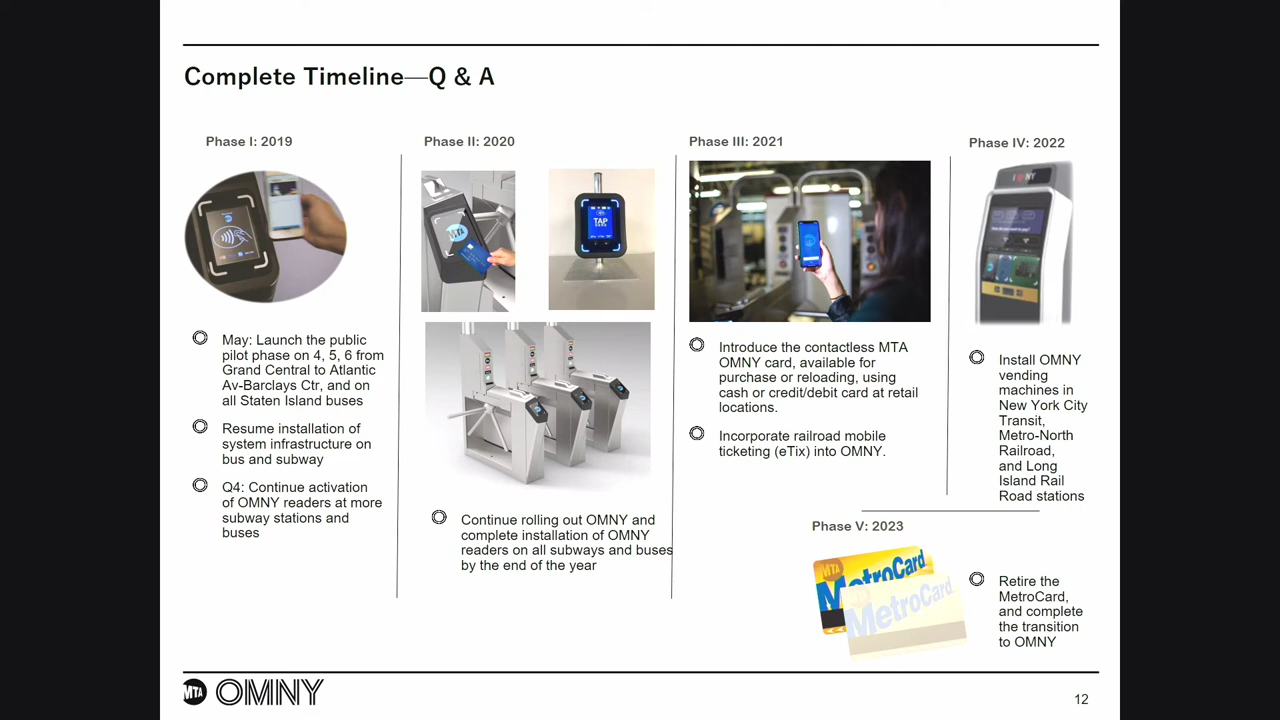 Complete Timeline—Q & A
Phase I: 2019
May: Launch the public
pilot phase on 4, 5, 6 from
Grand Central to Atlantic
Av-Barclays Ctr, and on
all Staten Island buses
Resume installation of
system infrastructure on
bus and subway
Q4: Continue activation
of OMNY readers at more
subway stations and
buses
Phase II: 2020
MTA
TAP
Continue rolling out OMNY and
complete installation of OMNY
readers on all subways and buses
by the end of the year
Phase III: 2021
Introduce the contactless MTA
OMNY card, available for
purchase or reloading, using
cash or credit/debit card at retail
locations.
Incorporate railroad mobile
ticketing (eTix) into OMNY.
Phase IV: 2022
NY
Install OMNY
vending
machines in
New York City
Transit,
Metro-North
Railroad,
and Long
Island Rail
Road stations
Phase V: 2023
MTA
MetroCard
MetroCard
Retire the
MetroCard,
and complete
the transition
to OMNY
MTA OMNY
12